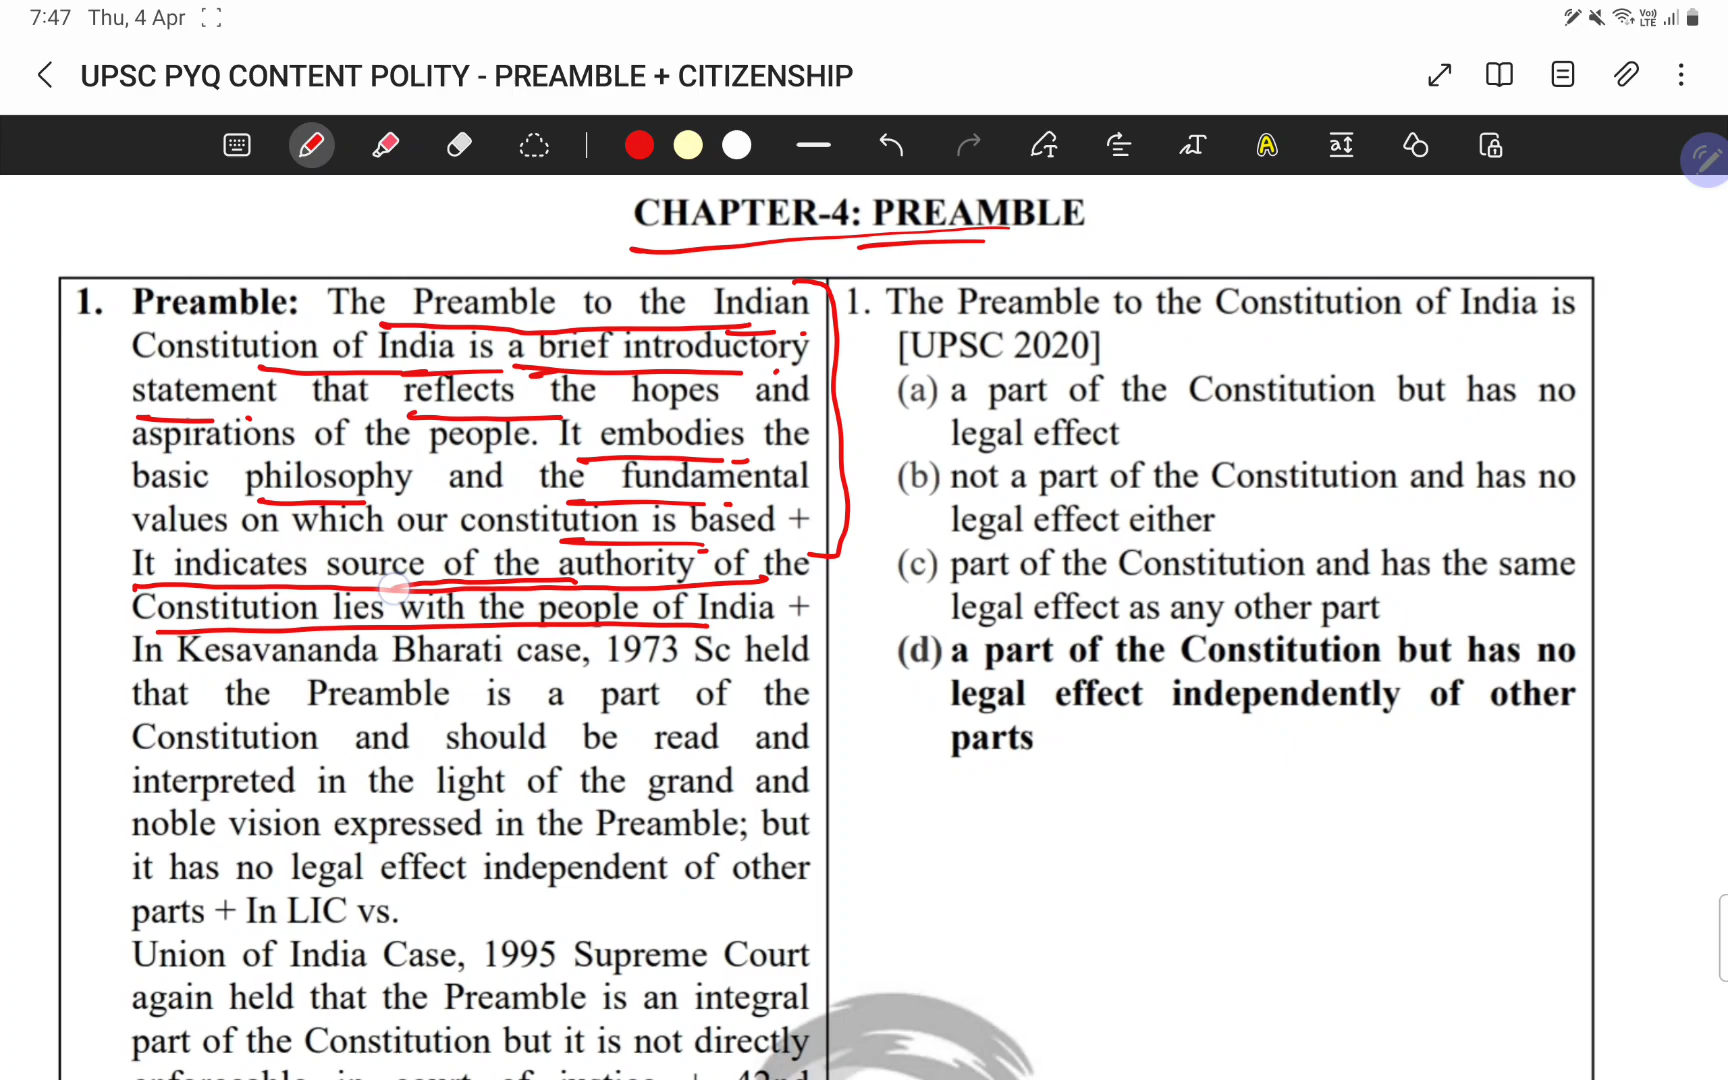 7:47 Thu, 4 Apr
Vo) LTE
UPSC PYQ CONTENT POLITY - PREAMBLE + CITIZENSHIP
CHAPTER-4: PREAMBLE
1. Preamble: The Preamble to the Indian
Constitution of India is a brief introductory
statement that reflects the hopes and
aspirations of the people. It embodies the
basic philosophy and the fundamental
values on which our constitution is based +
It indicates source of the authority of the
Constitution lies with the people of India +
In Kesavananda Bharati case, 1973 Sc held
that the Preamble is a part of the
Constitution and should be read and
interpreted in the light of the grand and
noble vision expressed in the Preamble; but
it has no legal effect independent of other
parts + In LIC vs.
Union of India Case, 1995 Supreme Court
again held that the Preamble is an integral
part of the Constitution but it is not directly
enforceable in court of justice + 42nd
1. The Preamble to the Constitution of India is
[UPSC 2020]
(a) a part of the Constitution but has no
legal effect
(b) not a part of the Constitution and has no
legal effect either
(c) part of the Constitution and has the same
legal effect as any other part
(d) a part of the Constitution but has no
legal effect independently of other
parts